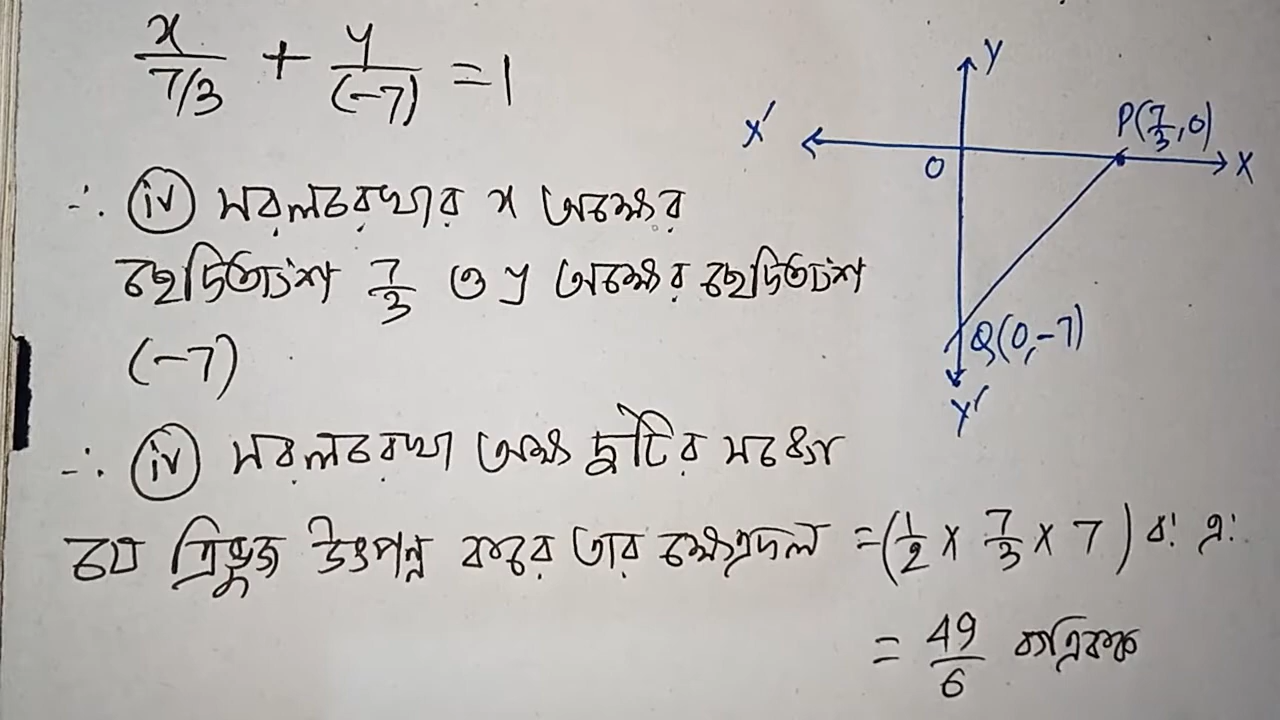 x/(7/3) + y/(-7) = 1
∴ (iv) সরলরেখার x অক্ষের
ছেদিতাংশ 7/3 ও y অক্ষের ছেদিতাংশ
(-7)
∴ (iv) সরলরেখা অক্ষ দুটির মধ্যে
যে ত্রিভুজ উৎপন্ন করে তার ক্ষেত্রফল = (1/2 × 7/3 × 7) ব: এ:
= 49/6 বর্গএকক
Y
X′
O
P(7/3, 0)
X
Q(0, -7)
Y′